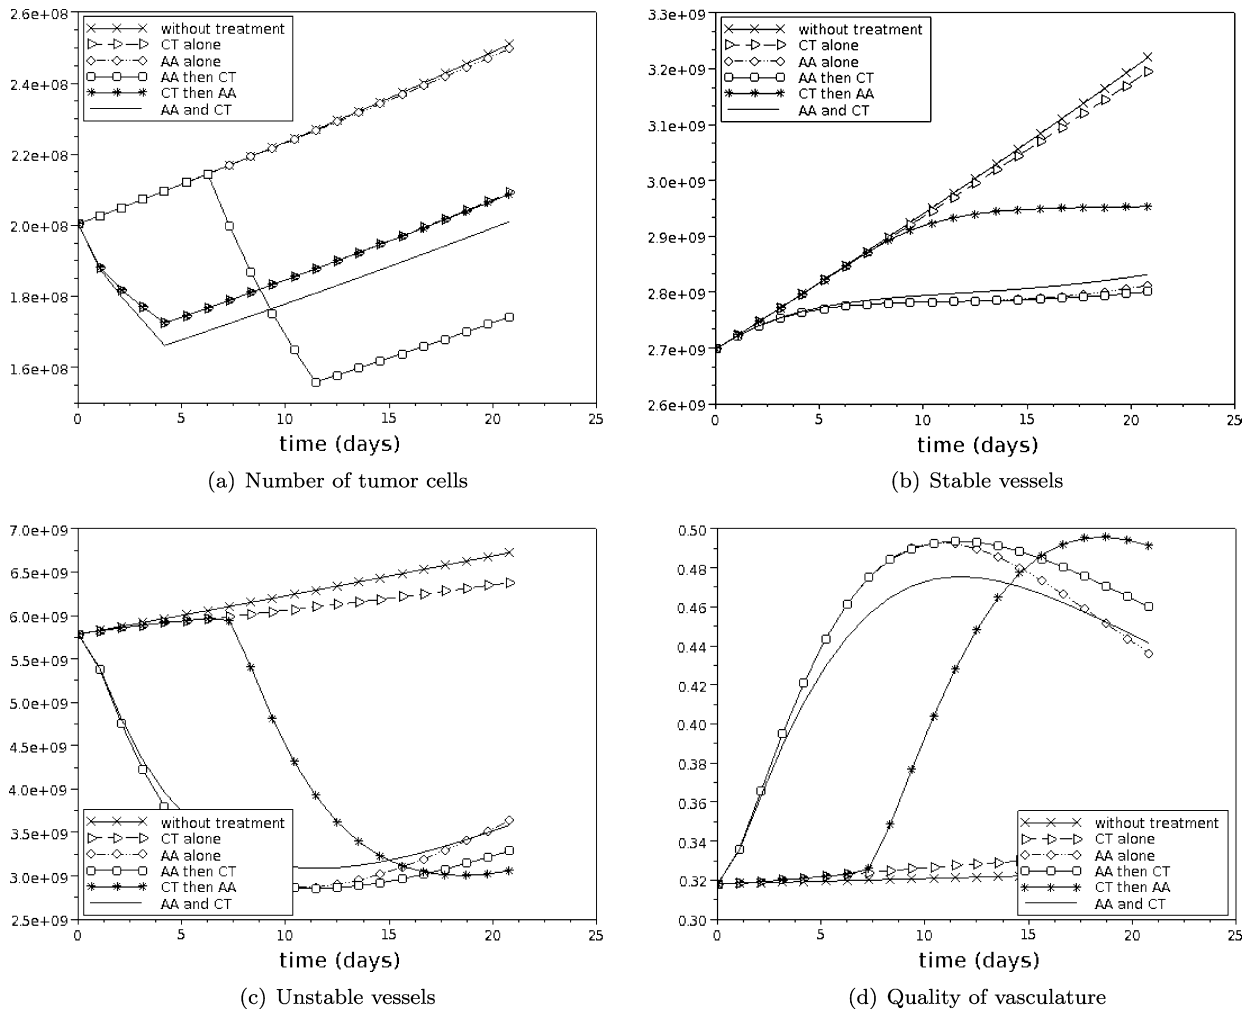 2.6e+08
2.4e+08
2.2e+08
2.0e+08
1.8e+08
1.6e+08
without treatment
CT alone
AA alone
AA then CT
CT then AA
AA and CT
0 5 10 15 20 25
time (days)
(a) Number of tumor cells
3.3e+09
3.2e+09
3.1e+09
3.0e+09
2.9e+09
2.8e+09
2.7e+09
2.6e+09
without treatment
CT alone
AA alone
AA then CT
CT then AA
AA and CT
0 5 10 15 20 25
time (days)
(b) Stable vessels
7.0e+09
6.5e+09
6.0e+09
5.5e+09
5.0e+09
4.5e+09
4.0e+09
3.5e+09
3.0e+09
2.5e+09
without treatment
CT alone
AA alone
AA then CT
CT then AA
AA and CT
0 5 10 15 20 25
time (days)
(c) Unstable vessels
0.50
0.48
0.46
0.44
0.42
0.40
0.38
0.36
0.34
0.32
0.30
without treatment
CT alone
AA alone
AA then CT
CT then AA
AA and CT
0 5 10 15 20 25
time (days)
(d) Quality of vasculature